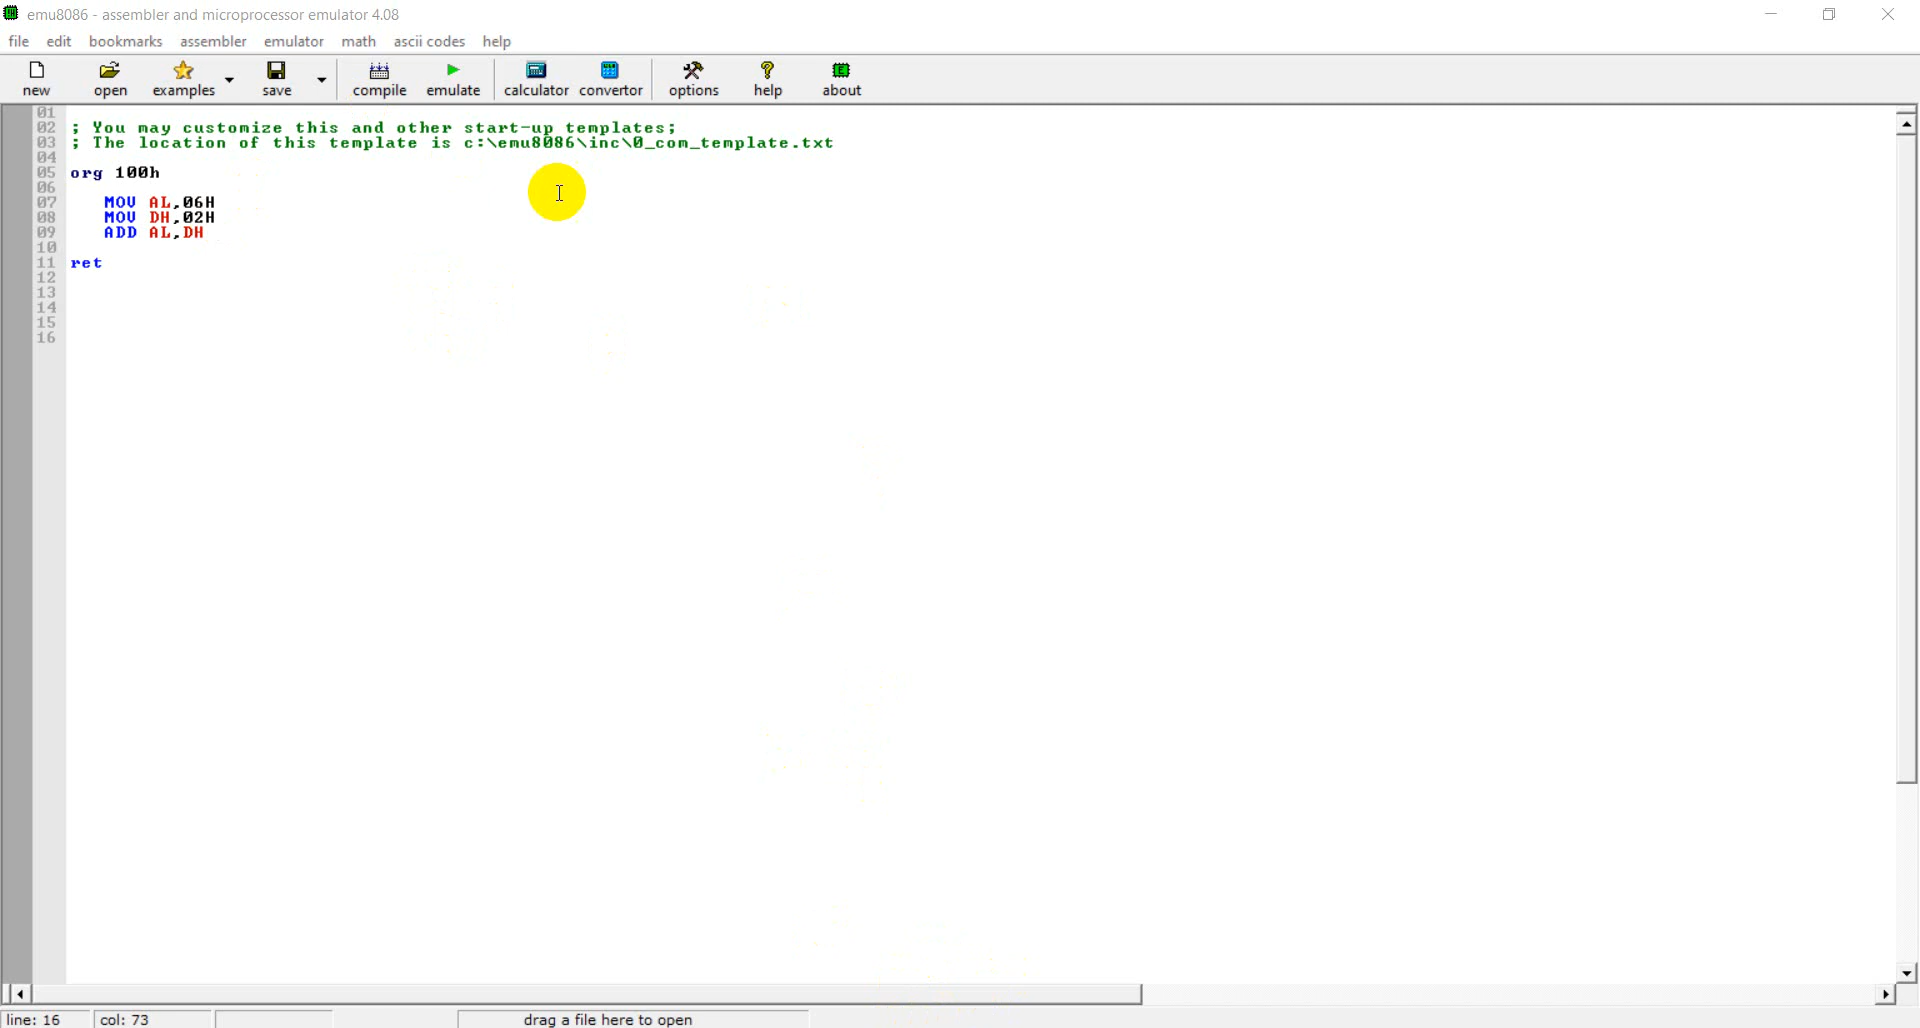 emu8086 - assembler and microprocessor emulator 4.08
file edit bookmarks assembler emulator math ascii codes help
new open examples save compile emulate calculator convertor options help about
01
02 ; You may customize this and other start-up templates;
03 ; The location of this template is c:\emu8086\inc\0_com_template.txt
04
05 org 100h
06
07 MOV AL,06H
08 MOV DH,02H
09 ADD AL,DH
10
11 ret
12
13
14
15
16
line: 16 col: 73 drag a file here to open